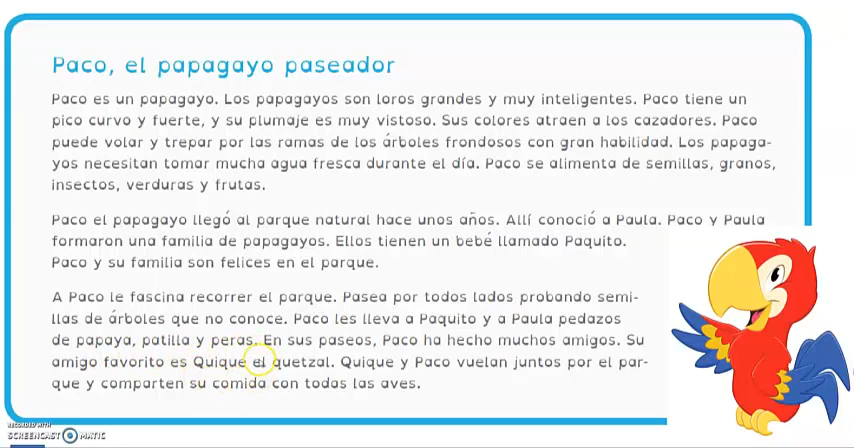 Paco, el papagayo paseador
Paco es un papagayo. Los papagayos son loros grandes y muy inteligentes. Paco tiene un
pico curvo y fuerte, y su plumaje es muy vistoso. Sus colores atraen a los cazadores. Paco
puede volar y trepar por las ramas de los árboles frondosos con gran habilidad. Los papaga-
yos necesitan tomar mucha agua fresca durante el día. Paco se alimenta de semillas, granos,
insectos, verduras y frutas.
Paco el papagayo llegó al parque natural hace unos años. Allí conoció a Paula. Paco y Paula
formaron una familia de papagayos. Ellos tienen un bebé llamado Paquito.
Paco y su familia son felices en el parque.
A Paco le fascina recorrer el parque. Pasea por todos lados probando semi-
llas de árboles que no conoce. Paco les lleva a Paquito y a Paula pedazos
de papaya, patilla y peras. En sus paseos, Paco ha hecho muchos amigos. Su
amigo favorito es Quique el quetzal. Quique y Paco vuelan juntos por el par-
que y comparten su comida con todas las aves.
RECORDED WITH
SCREENCAST MATIC